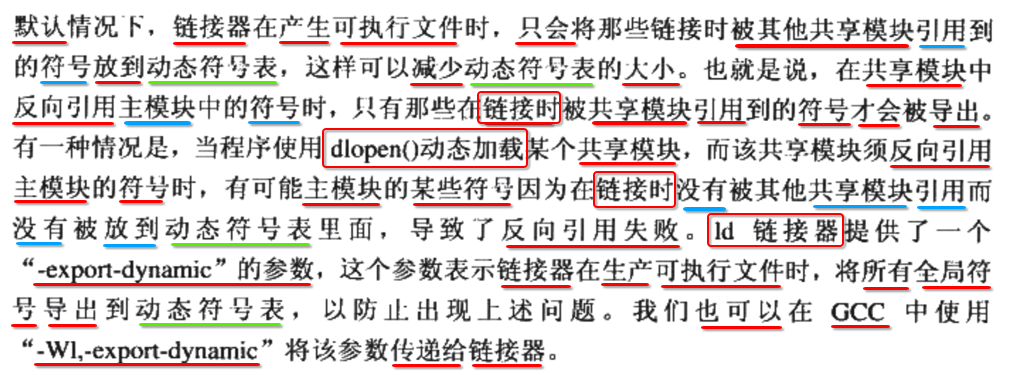 默认情况下，链接器在产生可执行文件时，只会将那些链接时被其他共享模块引用到
的符号放到动态符号表，这样可以减少动态符号表的大小。也就是说，在共享模块中
反向引用主模块中的符号时，只有那些在链接时被共享模块引用到的符号才会被导出。
有一种情况是，当程序使用 dlopen()动态加载某个共享模块，而该共享模块须反向引用
主模块的符号时，有可能主模块的某些符号因为在链接时没有被其他共享模块引用而
没有被放到动态符号表里面，导致了反向引用失败。ld 链接器提供了一个
“-export-dynamic”的参数，这个参数表示链接器在生产可执行文件时，将所有全局符
号导出到动态符号表，以防止出现上述问题。我们也可以在 GCC 中使用
“-Wl,-export-dynamic”将该参数传递给链接器。